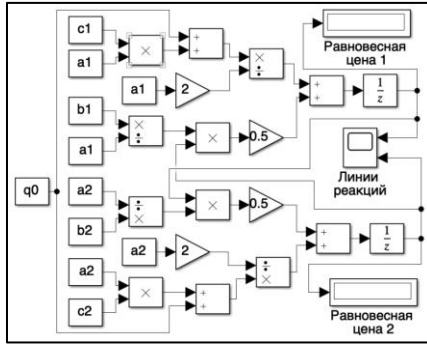 c1
a1
×
+
+
×
÷
Равновесная
цена 1
a1
2
+
+
1
z
b1
a1
×
÷
×
0.5
Линии
реакций
q0
a2
b2
÷
×
×
0.5
+
+
1
z
a2
2
÷
×
a2
c2
×
+
+
Равновесная
цена 2